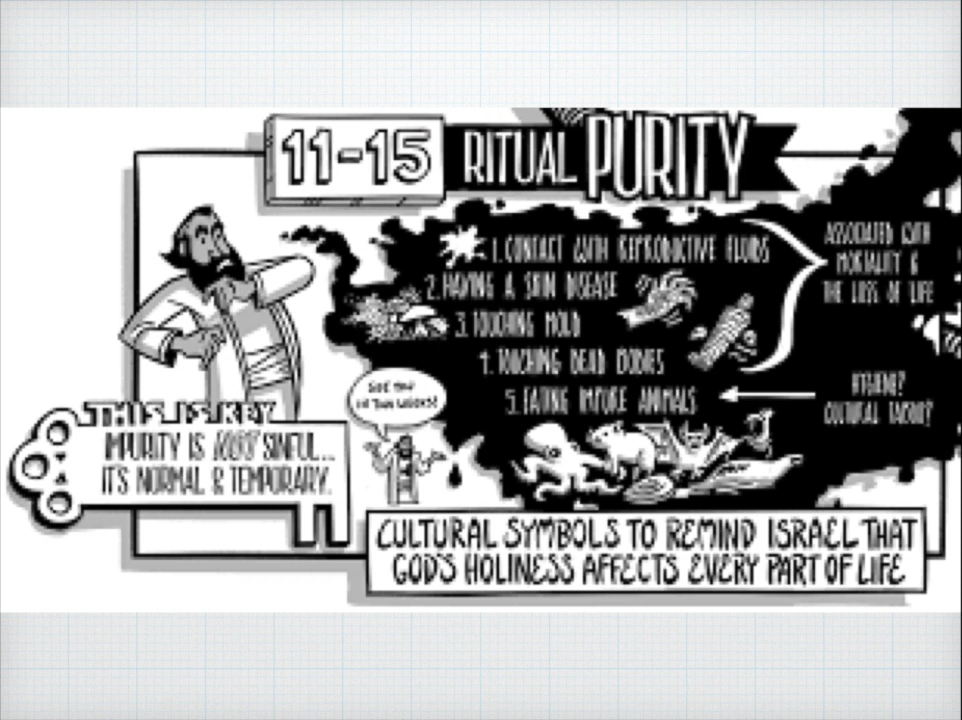 11-15 RITUAL PURITY
1. CONTACT WITH REPRODUCTIVE FLUIDS
2. HAVING A SKIN DISEASE
3. TOUCHING MOLD
4. TOUCHING DEAD BODIES
5. EATING IMPURE ANIMALS
ASSOCIATED WITH
MORTALITY &
THE LOSS OF LIFE
HYGIENE?
CULTURAL TABOO?
SEE YOU
IN TWO WEEKS!
THIS IS KEY
IMPURITY IS NOT SINFUL...
IT'S NORMAL & TEMPORARY.
CULTURAL SYMBOLS TO REMIND ISRAEL THAT
GOD'S HOLINESS AFFECTS EVERY PART OF LIFE